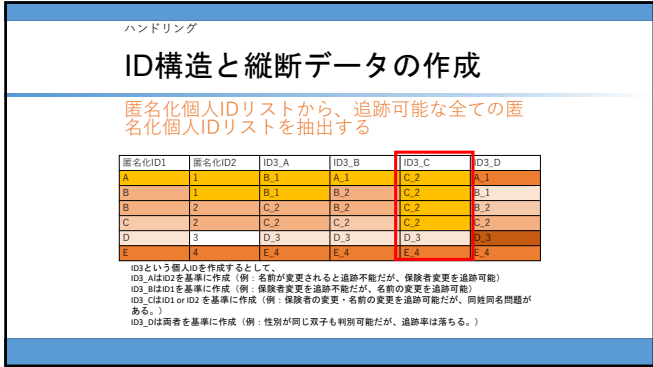 ハンドリング
ID構造と縦断データの作成
匿名化個人IDリストから、追跡可能な全ての匿
名化個人IDリストを抽出する
匿名化ID1 匿名化ID2 ID3_A ID3_B ID3_C ID3_D
A 1 B_1 A_1 C_2 A_1
B 1 B_1 B_2 C_2 B_1
B 2 C_2 B_2 C_2 B_2
C 2 C_2 C_2 C_2 C_2
D 3 D_3 D_3 D_3 D_3
E 4 E_4 E_4 E_4 E_4
ID3という個人IDを作成するとして、
ID3_AはID2を基準に作成（例：名前が変更されると追跡不能だが、保険者変更を追跡可能）
ID3_BはID1を基準に作成（例：保険者変更を追跡不能だが、名前の変更を追跡可能）
ID3_CはID1 or ID2 を基準に作成（例：保険者の変更・名前の変更を追跡可能だが、同姓同名問題が
ある。）
ID3_Dは両者を基準に作成（例：性別が同じ双子も判別可能だが、追跡率は落ちる。）